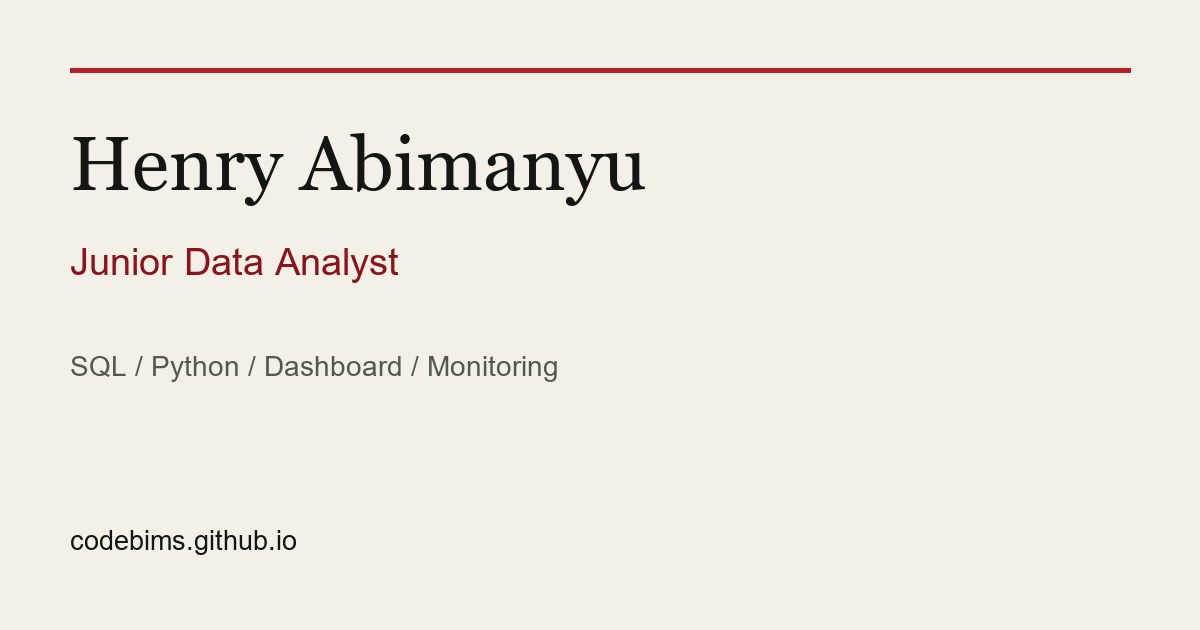 Henry Abimanyu
Junior Data Analyst
SQL / Python / Dashboard / Monitoring
codebims.github.io